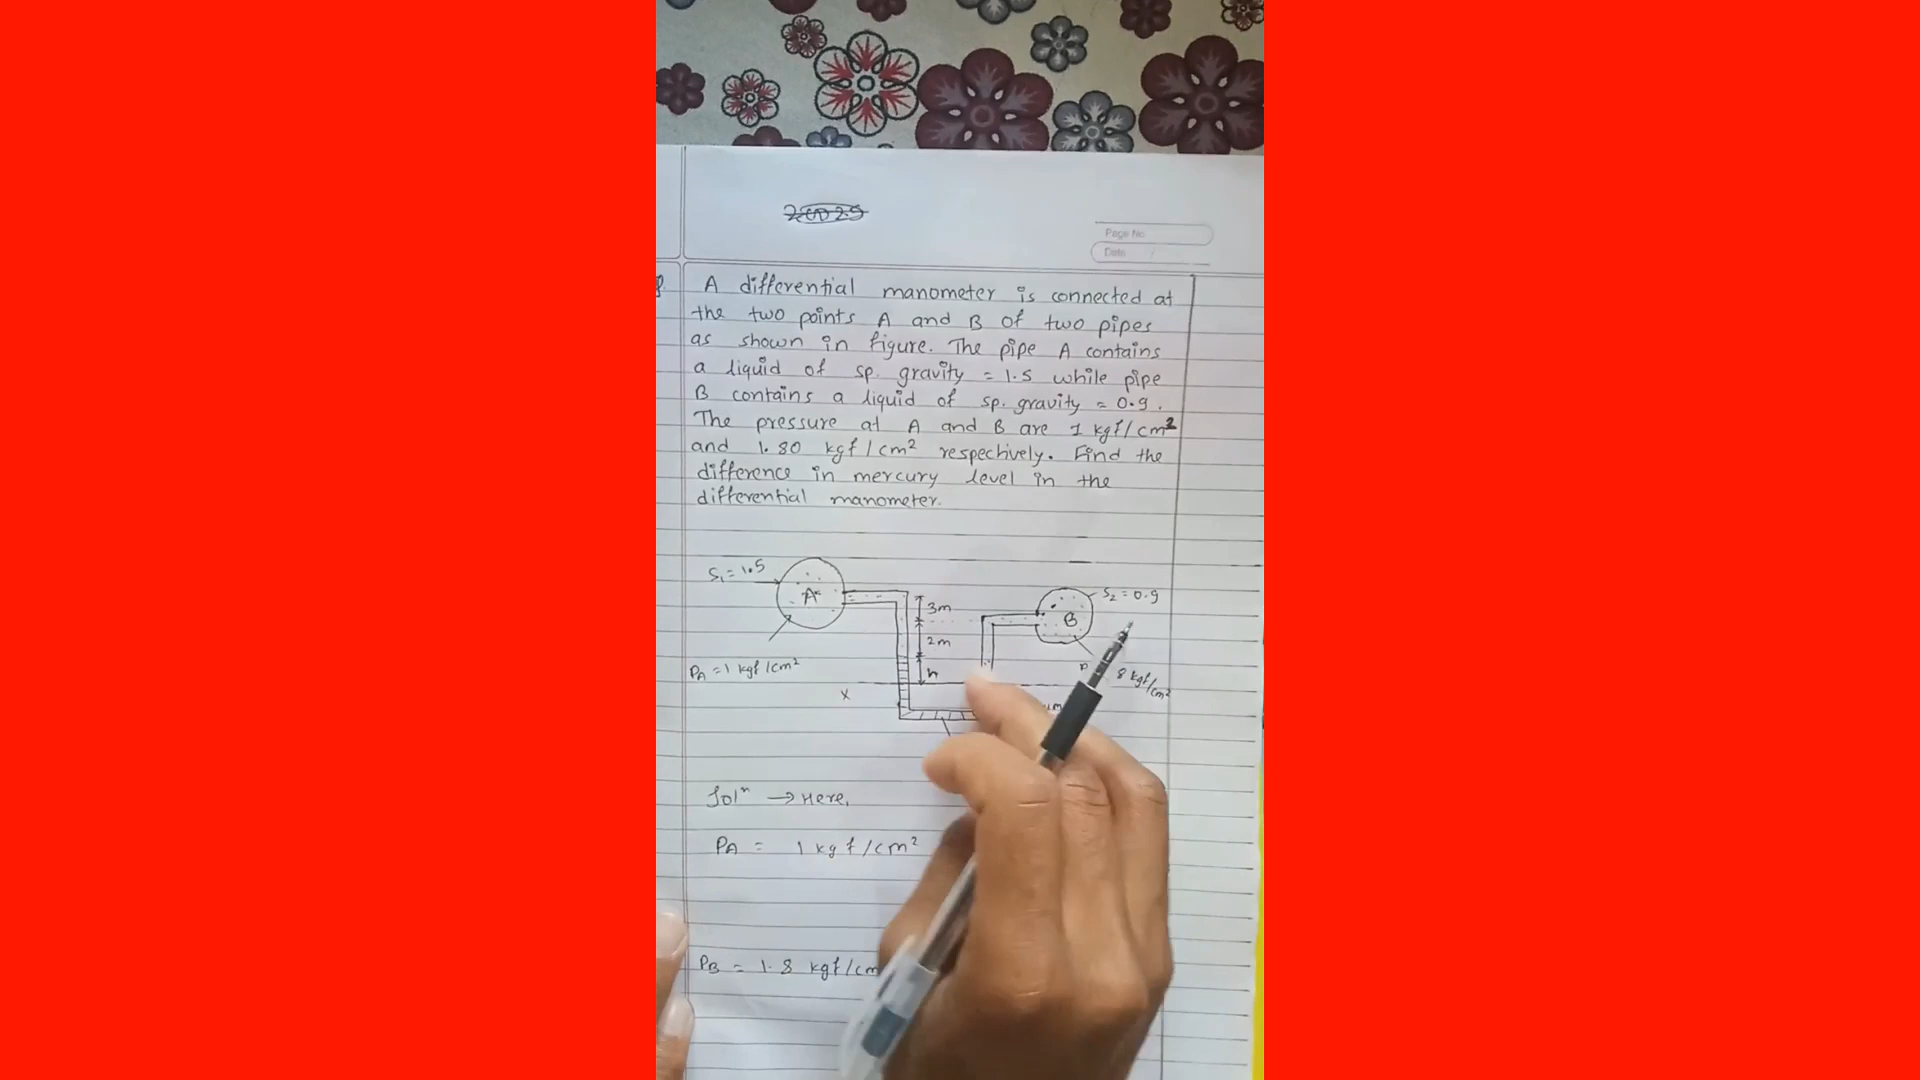 Page No
Date
A differential manometer is connected at
the two points A and B of two pipes
as shown in figure. The pipe A contains
a liquid of sp. gravity = 1.5 while pipe
B contains a liquid of sp. gravity = 0.9.
The pressure at A and B are 1 kgf/cm²
and 1.80 kgf/cm² respectively. Find the
difference in mercury level in the
differential manometer.
S₁ = 1.5
A
3m
S₂ = 0.9
B
2m
h
PA = 1 kgf/cm²
8 kgf/cm²
X
Solⁿ → Here,
PA = 1 kgf/cm²
PB = 1.8 kgf/cm